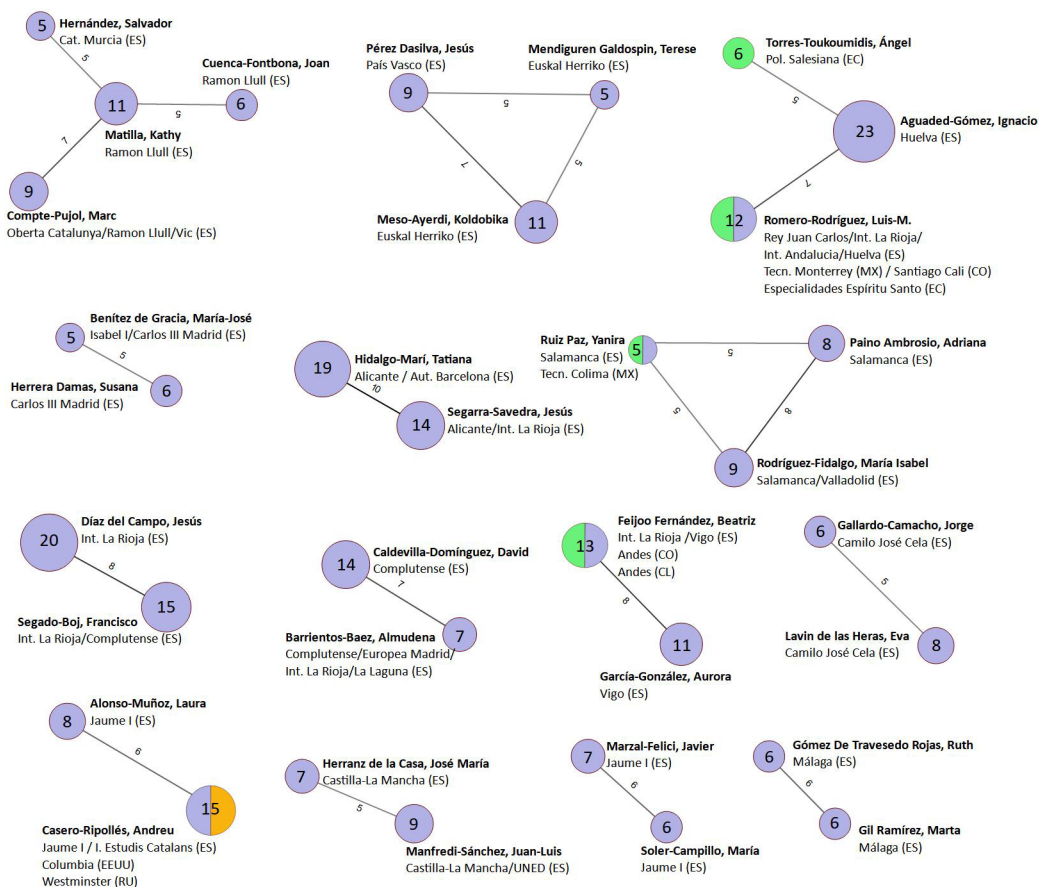 5
Hernández, Salvador
Cat. Murcia (ES)
5
Cuenca-Fontbona, Joan
Ramon Llull (ES)
11
5
6
Matilla, Kathy
Ramon Llull (ES)
7
9
Compte-Pujol, Marc
Oberta Catalunya/Ramon Llull/Vic (ES)
Pérez Dasilva, Jesús
País Vasco (ES)
Mendiguren Galdospin, Terese
Euskal Herriko (ES)
9
5
5
7
5
Meso-Ayerdi, Koldobika
Euskal Herriko (ES)
11
Torres-Toukoumidis, Ángel
Pol. Salesiana (EC)
6
5
23
Aguaded-Gómez, Ignacio
Huelva (ES)
7
12
Romero-Rodríguez, Luis-M.
Rey Juan Carlos/Int. La Rioja/
Int. Andalucia/Huelva (ES)
Tecn. Monterrey (MX) / Santiago Cali (CO)
Especialidades Espíritu Santo (EC)
Benítez de Gracia, María-José
Isabel I/Carlos III Madrid (ES)
5
5
Herrera Damas, Susana
Carlos III Madrid (ES)
6
19
Hidalgo-Marí, Tatiana
Alicante / Aut. Barcelona (ES)
10
14
Segarra-Savedra, Jesús
Alicante/Int. La Rioja (ES)
Ruiz Paz, Yanira
Salamanca (ES)
Tecn. Colima (MX)
5
5
8
Paino Ambrosio, Adriana
Salamanca (ES)
5
8
9
Rodríguez-Fidalgo, María Isabel
Salamanca/Valladolid (ES)
20
Díaz del Campo, Jesús
Int. La Rioja (ES)
8
15
Segado-Boj, Francisco
Int. La Rioja/Complutense (ES)
14
Caldevilla-Domínguez, David
Complutense (ES)
7
7
Barrientos-Baez, Almudena
Complutense/Europea Madrid/
Int. La Rioja/La Laguna (ES)
13
Feijoo Fernández, Beatriz
Int. La Rioja /Vigo (ES)
Andes (CO)
Andes (CL)
8
11
García-González, Aurora
Vigo (ES)
6
Gallardo-Camacho, Jorge
Camilo José Cela (ES)
5
Lavin de las Heras, Eva
Camilo José Cela (ES)
8
Alonso-Muñoz, Laura
Jaume I (ES)
8
6
15
Casero-Ripollés, Andreu
Jaume I / I. Estudis Catalans (ES)
Columbia (EEUU)
Westminster (RU)
7
Herranz de la Casa, José María
Castilla-La Mancha (ES)
5
9
Manfredi-Sánchez, Juan-Luis
Castilla-La Mancha/UNED (ES)
7
Marzal-Felici, Javier
Jaume I (ES)
6
6
Soler-Campillo, María
Jaume I (ES)
6
Gómez De Travesedo Rojas, Ruth
Málaga (ES)
6
6
Gil Ramírez, Marta
Málaga (ES)